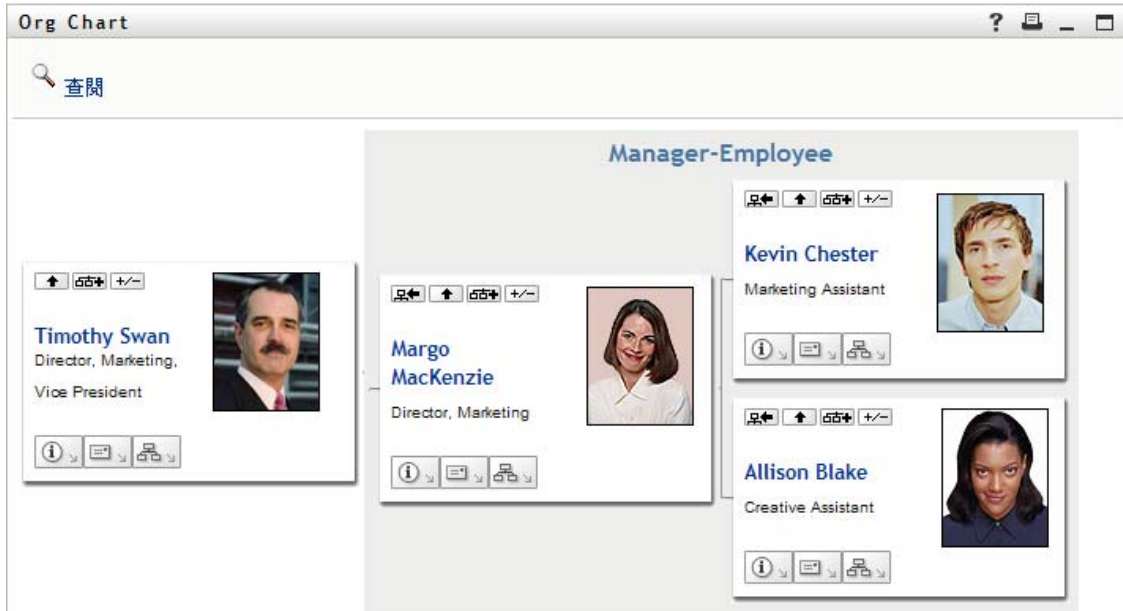 Org Chart
查閱
Manager-Employee
Timothy Swan
Director, Marketing,
Vice President
Margo
MacKenzie
Director, Marketing
Kevin Chester
Marketing Assistant
Allison Blake
Creative Assistant